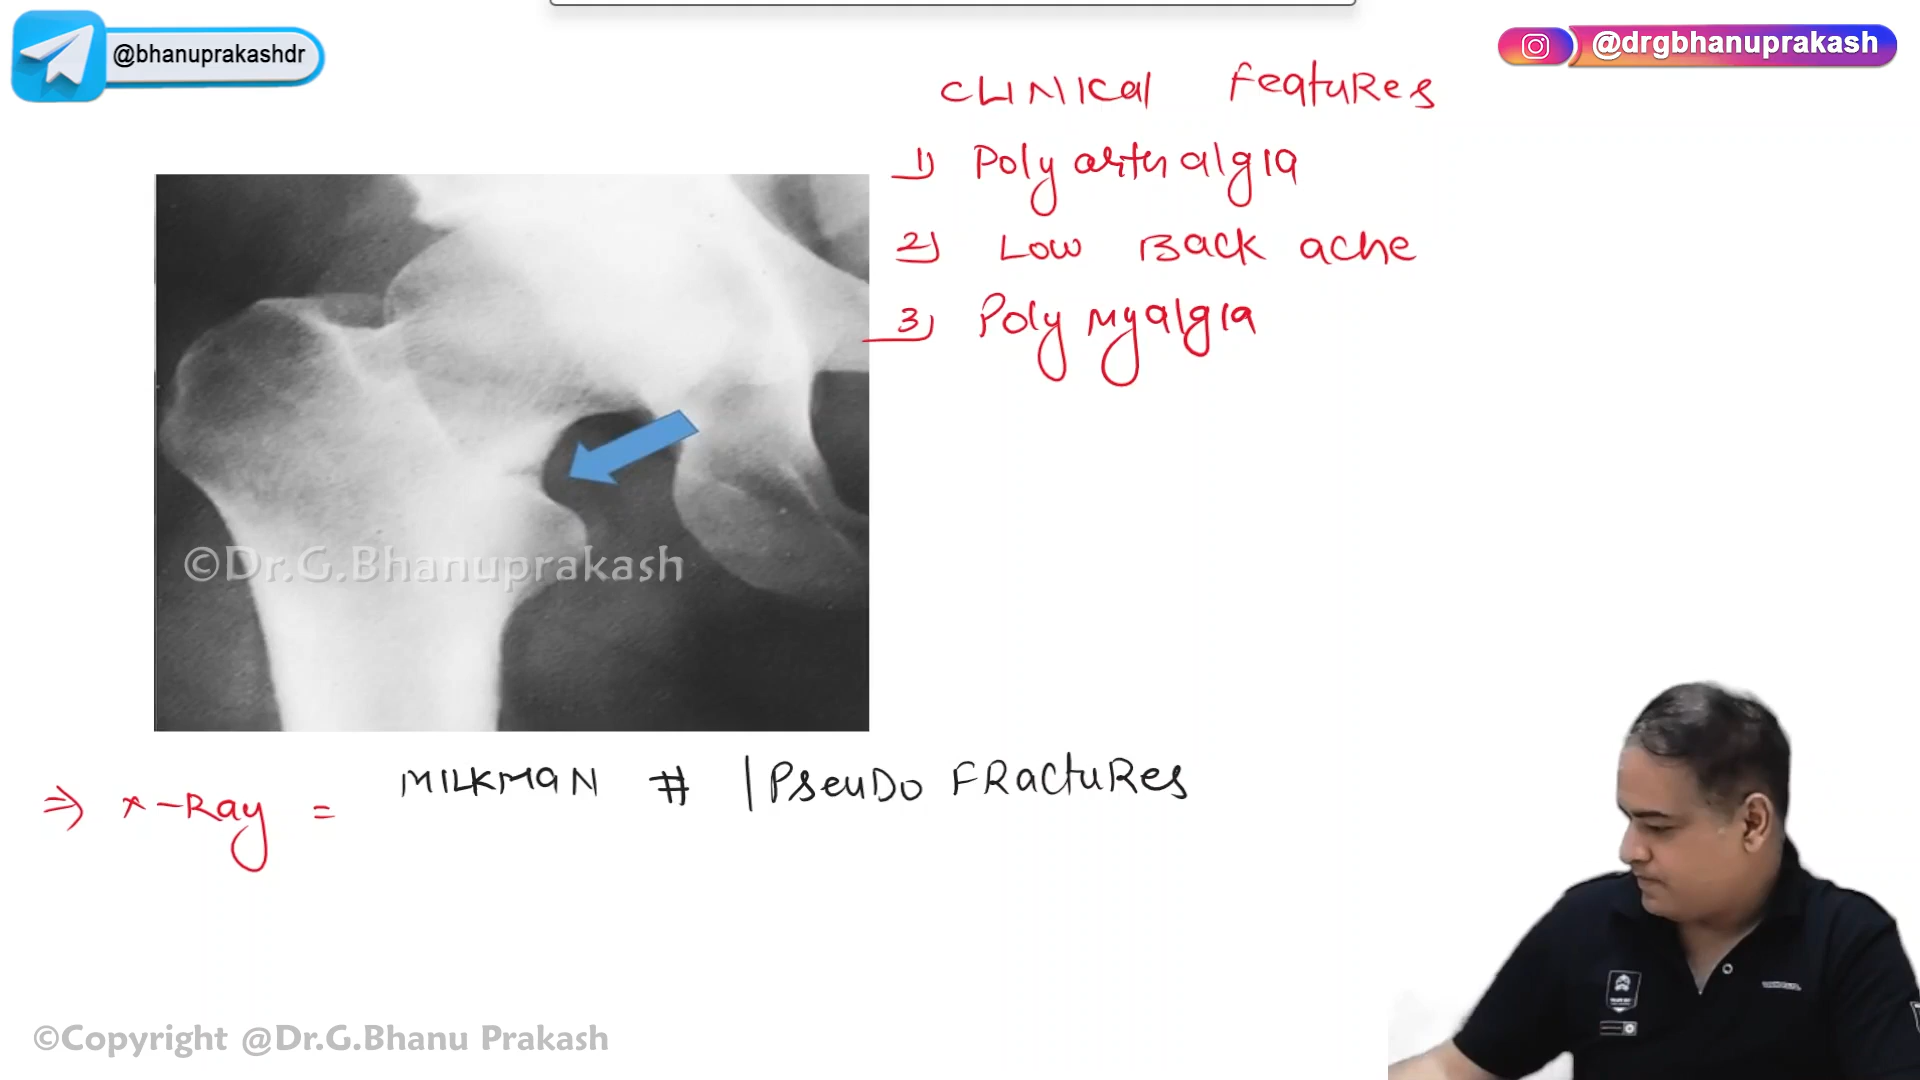 @bhanuprakashdr
@drgbhanuprakash
CLINICal Features
1) Poly arthralgia
2) Low Back ache
3) Poly Myalgia
©Dr.G.Bhanuprakash
MILKMAN # | PseuDo FRactuRes
⇒ X-Ray =
©Copyright @Dr.G.Bhanu Prakash